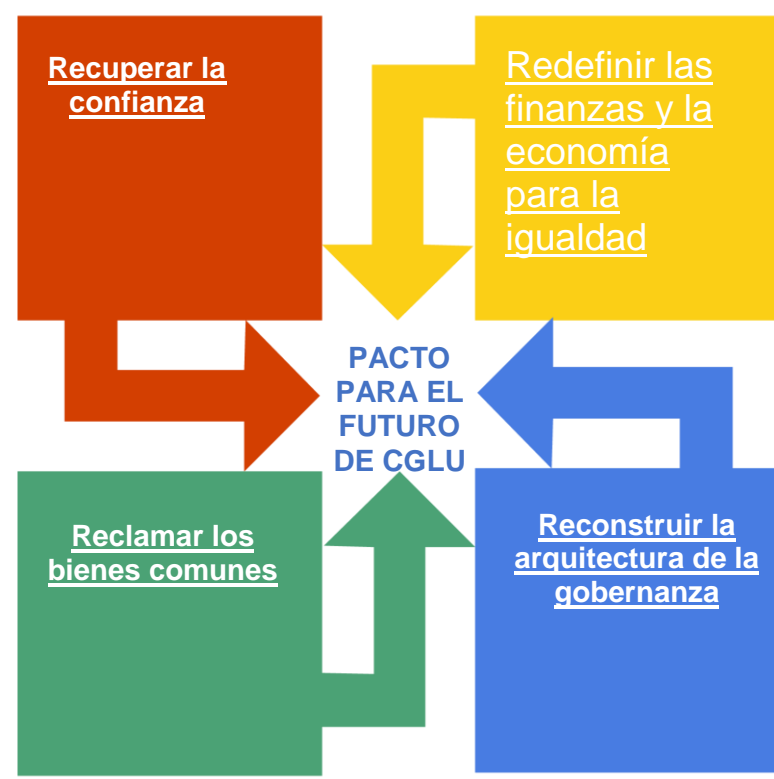 Recuperar la
confianza
Redefinir las
finanzas y la
economía
para la
igualdad
PACTO
PARA EL
FUTURO
DE CGLU
Reclamar los
bienes comunes
Reconstruir la
arquitectura de la
gobernanza